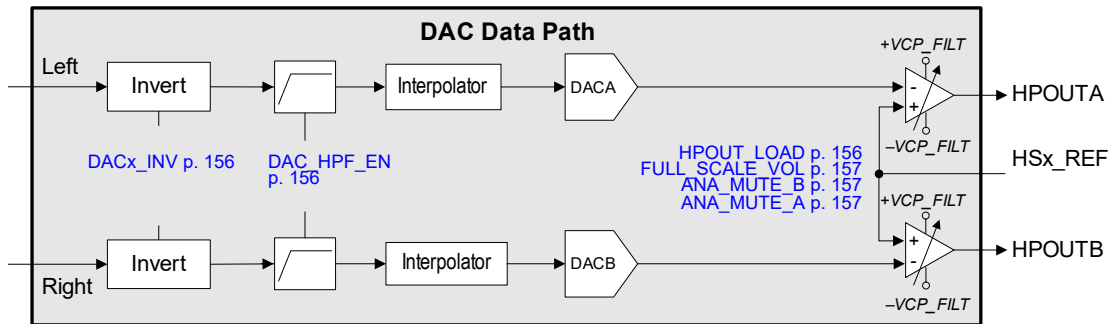 DAC Data Path
+VCP_FILT
Left
Invert
Interpolator
DACA
-
+
HPOUTA
–VCP_FILT
DACx_INV p. 156
DAC_HPF_EN
p. 156
HPOUT_LOAD p. 156
FULL_SCALE_VOL p. 157
ANA_MUTE_B p. 157
ANA_MUTE_A p. 157
HSx_REF
+VCP_FILT
Right
Invert
Interpolator
DACB
+
-
HPOUTB
–VCP_FILT